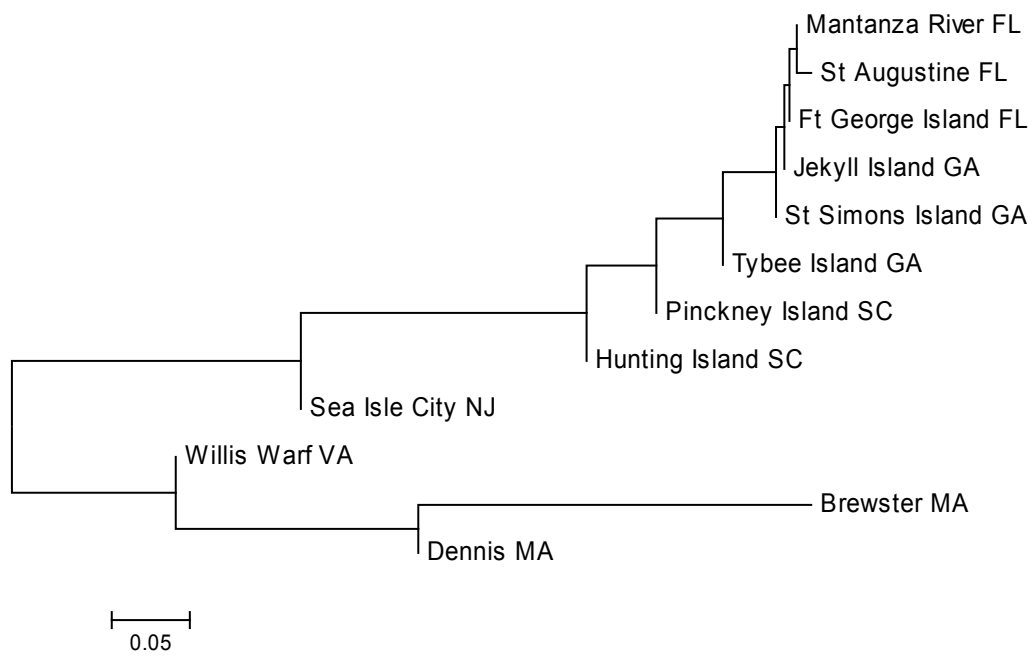 Mantanza River FL
St Augustine FL
Ft George Island FL
Jekyll Island GA
St Simons Island GA
Tybee Island GA
Pinckney Island SC
Hunting Island SC
Sea Isle City NJ
Willis Warf VA
Brewster MA
Dennis MA
0.05